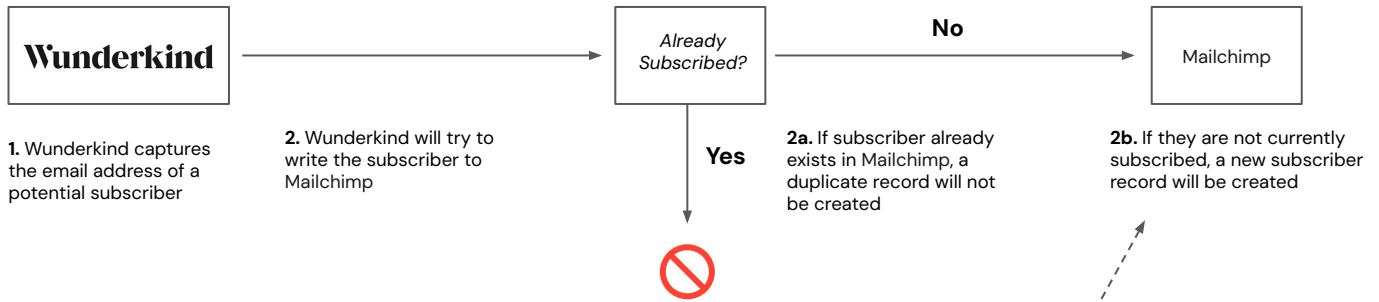 Wunderkind
Already
Subscribed?
No
Mailchimp
1. Wunderkind captures
the email address of a
potential subscriber
2. Wunderkind will try to
write the subscriber to
Mailchimp
Yes
2a. If subscriber already
exists in Mailchimp, a
duplicate record will not
be created
2b. If they are not currently
subscribed, a new subscriber
record will be created